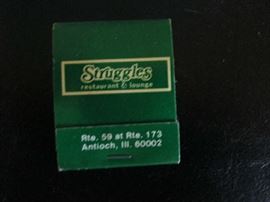 Struggles
restaurant & lounge
Rte. 59 at Rte. 173
Antioch, Ill. 60002